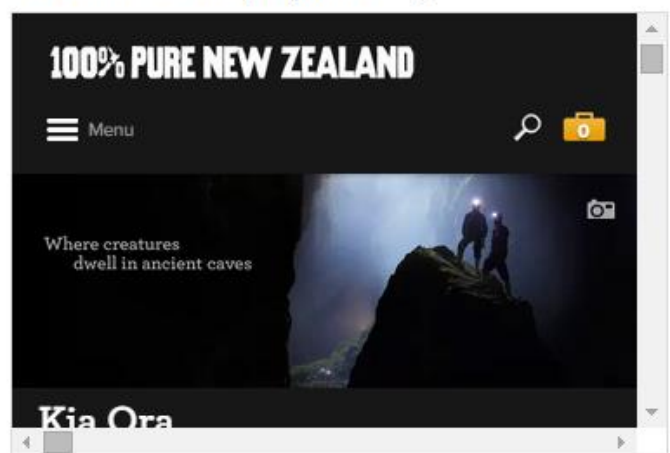 100% PURE NEW ZEALAND
Menu
0
Where creatures
dwell in ancient caves
Kia Ora